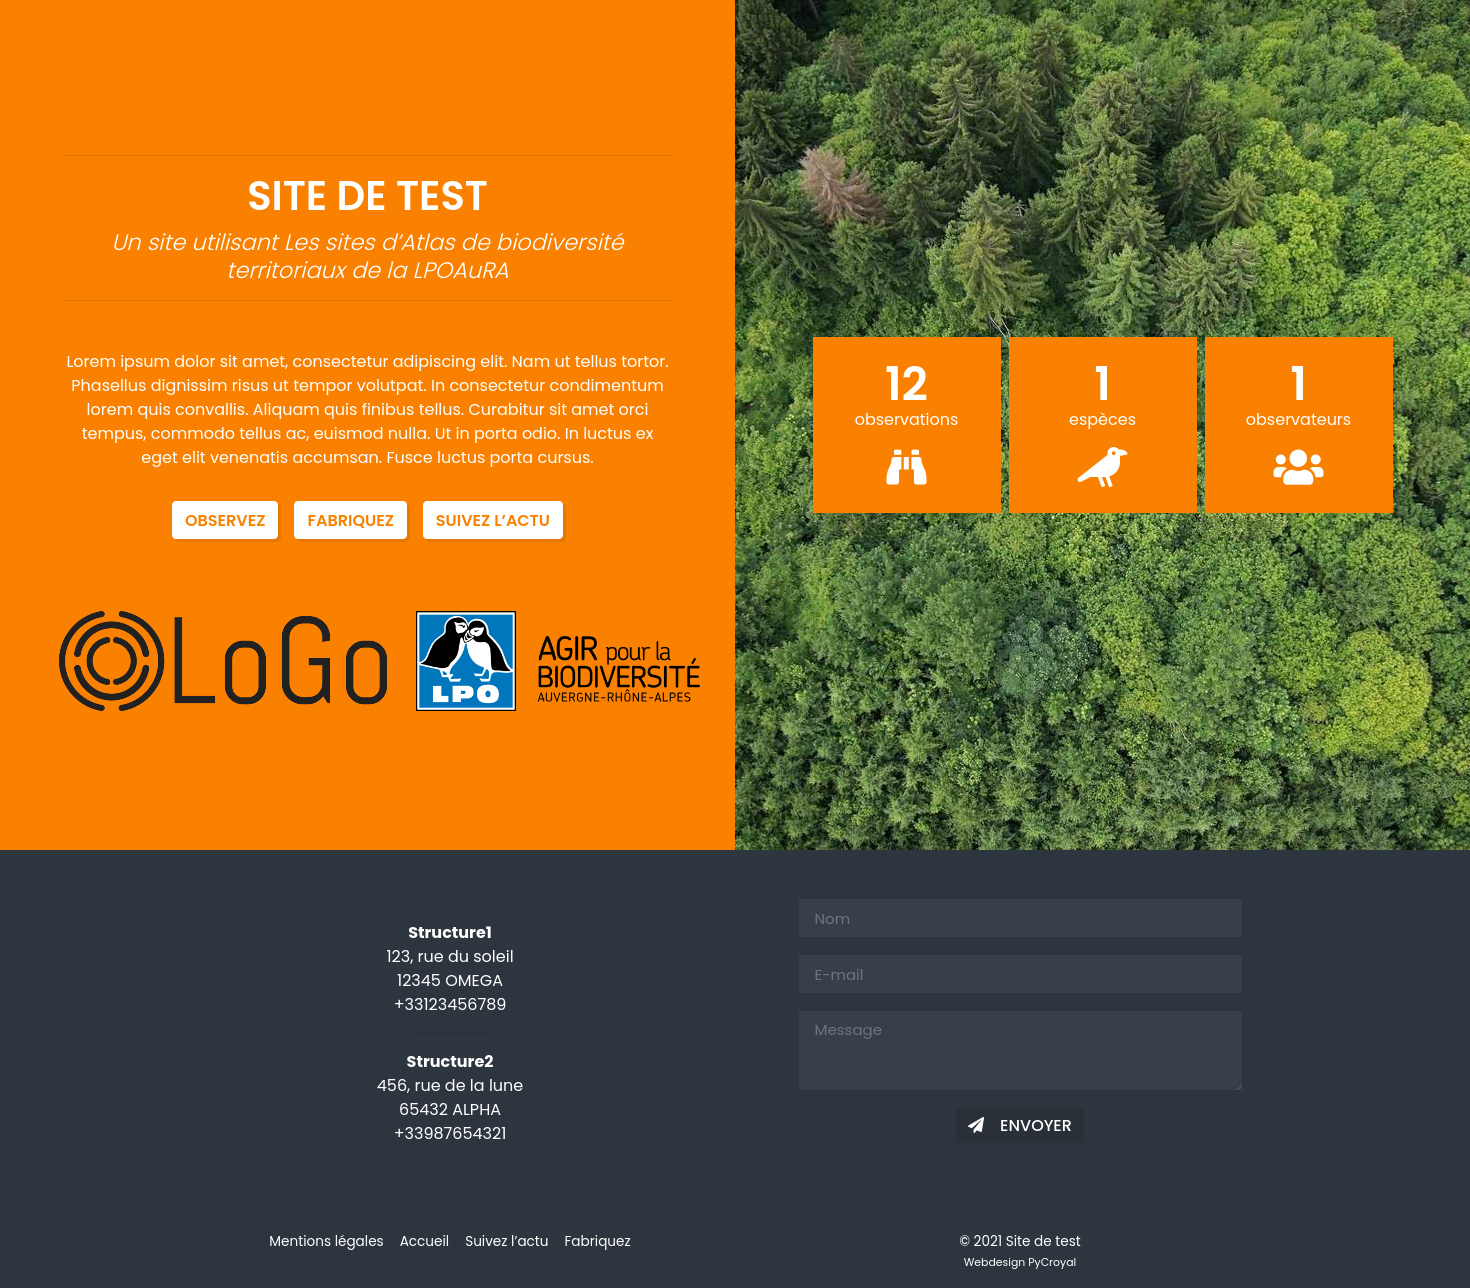 SITE DE TEST
Un site utilisant Les sites d’Atlas de biodiversité
territoriaux de la LPOAuRA
Lorem ipsum dolor sit amet, consectetur adipiscing elit. Nam ut tellus tortor.
Phasellus dignissim risus ut tempor volutpat. In consectetur condimentum
lorem quis convallis. Aliquam quis finibus tellus. Curabitur sit amet orci
tempus, commodo tellus ac, euismod nulla. Ut in porta odio. In luctus ex
eget elit venenatis accumsan. Fusce luctus porta cursus.
OBSERVEZ
FABRIQUEZ
SUIVEZ L’ACTU
LoGo
LPO
AGIR pour la
BIODIVERSITÉ
AUVERGNE-RHÔNE-ALPES
12
observations
1
espèces
1
observateurs
Structure1
123, rue du soleil
12345 OMEGA
+33123456789
Structure2
456, rue de la lune
65432 ALPHA
+33987654321
Nom
E-mail
Message
ENVOYER
Mentions légales
Accueil
Suivez l’actu
Fabriquez
© 2021 Site de test
Webdesign PyCroyal